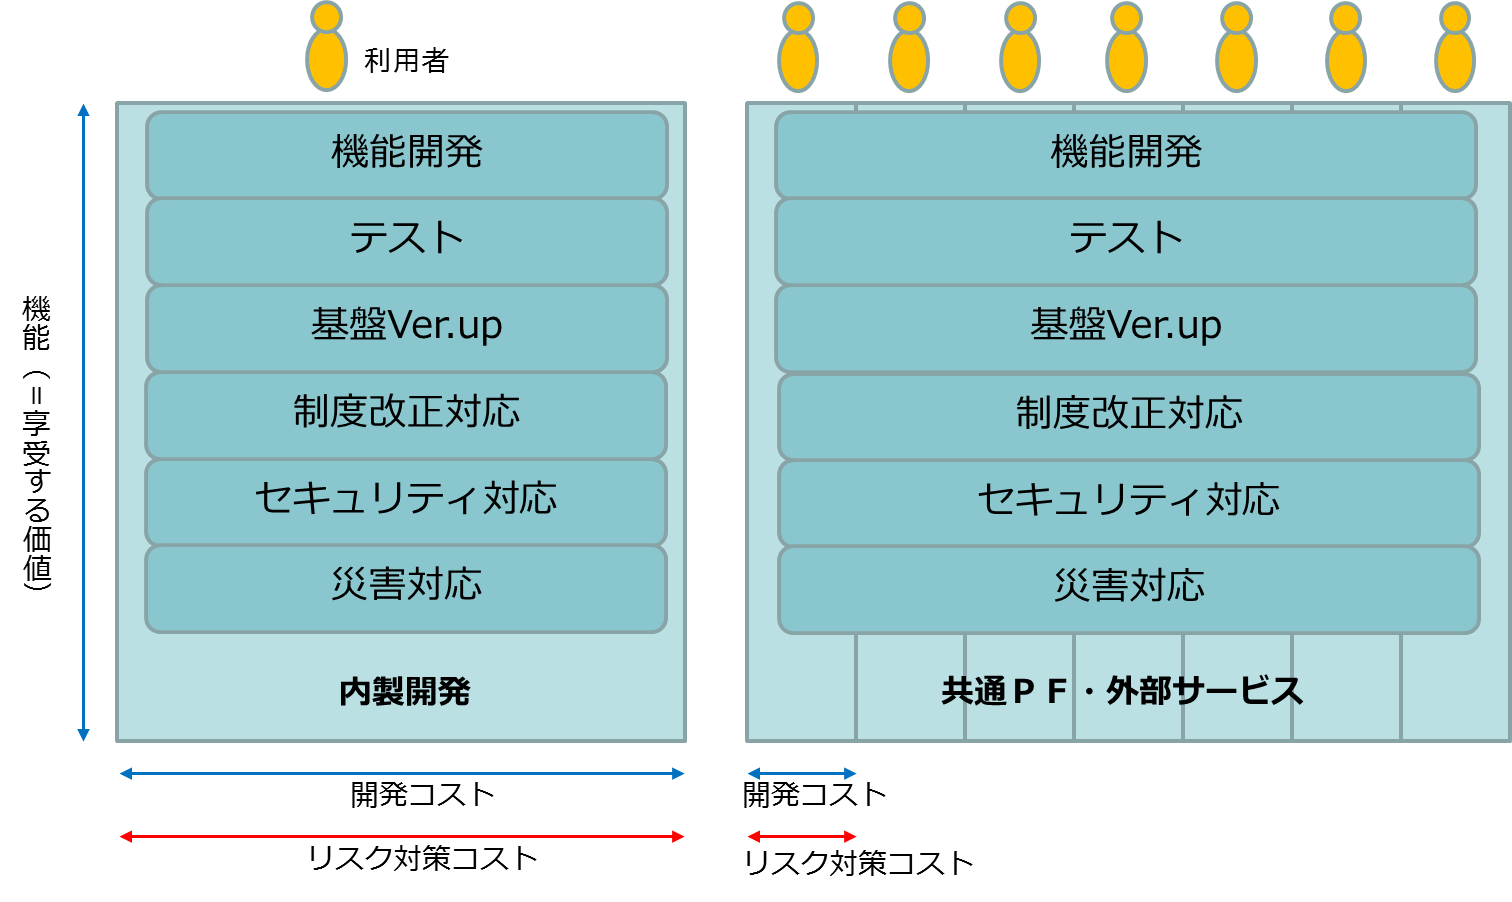 利用者
機能(=享受する価値)
機能開発
テスト
基盤Ver.up
制度改正対応
セキュリティ対応
災害対応
内製開発
開発コスト
リスク対策コスト
機能開発
テスト
基盤Ver.up
制度改正対応
セキュリティ対応
災害対応
共通ＰＦ・外部サービス
開発コスト
リスク対策コスト